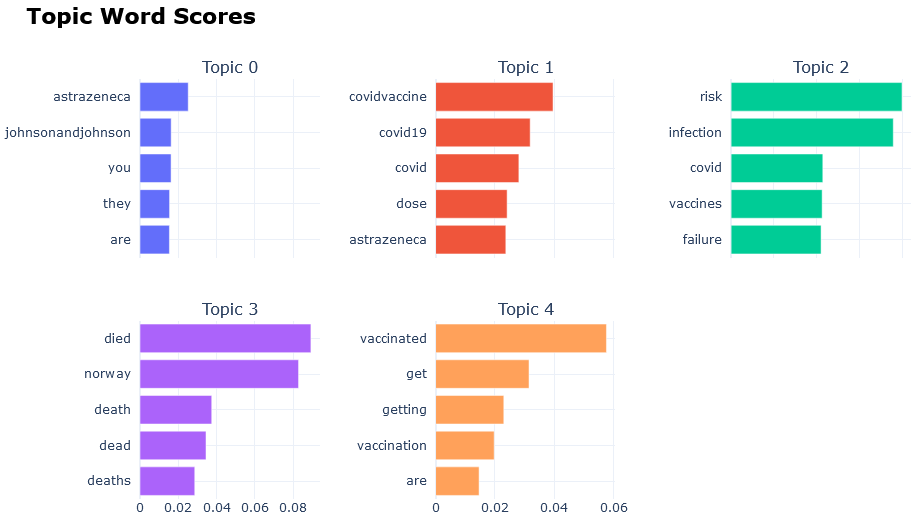 Topic Word Scores
Topic 0
astrazeneca
johnsonandjohnson
you
they
are
Topic 1
covidvaccine
covid19
covid
dose
astrazeneca
Topic 2
risk
infection
covid
vaccines
failure
Topic 3
died
norway
death
dead
deaths
0 0.02 0.04 0.06 0.08
Topic 4
vaccinated
get
getting
vaccination
are
0 0.02 0.04 0.06